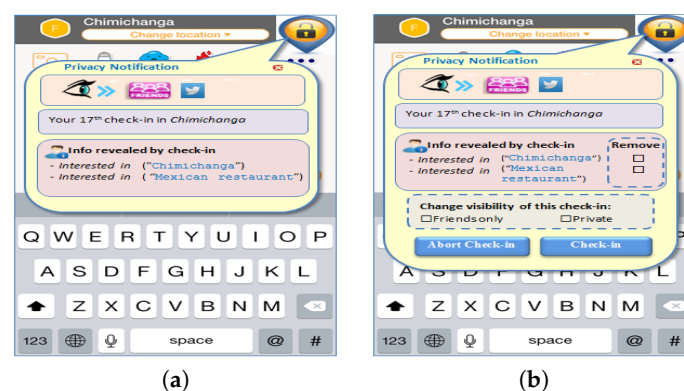 F
Chimichanga
Change location ▾
Privacy Notification
FRIENDS
Your 17th check-in in Chimichanga
Info revealed by check-in
- Interested in ("Chimichanga")
- Interested in ( "Mexican restaurant")
Q W E R T Y U I O P
A S D F G H J K L
Z X C V B N M
123 space @ #
(a)
F
Chimichanga
Change location ▾
Privacy Notification
FRIENDS
Your 17th check-in in Chimichanga
Info revealed by check-in Remove
- Interested in ("Chimichanga")
- Interested in ("Mexican
restaurant")
Change visibility of this check-in:
Friends only Private
Abort Check-in Check-in
A S D F G H J K L
Z X C V B N M
123 space @ #
(b)